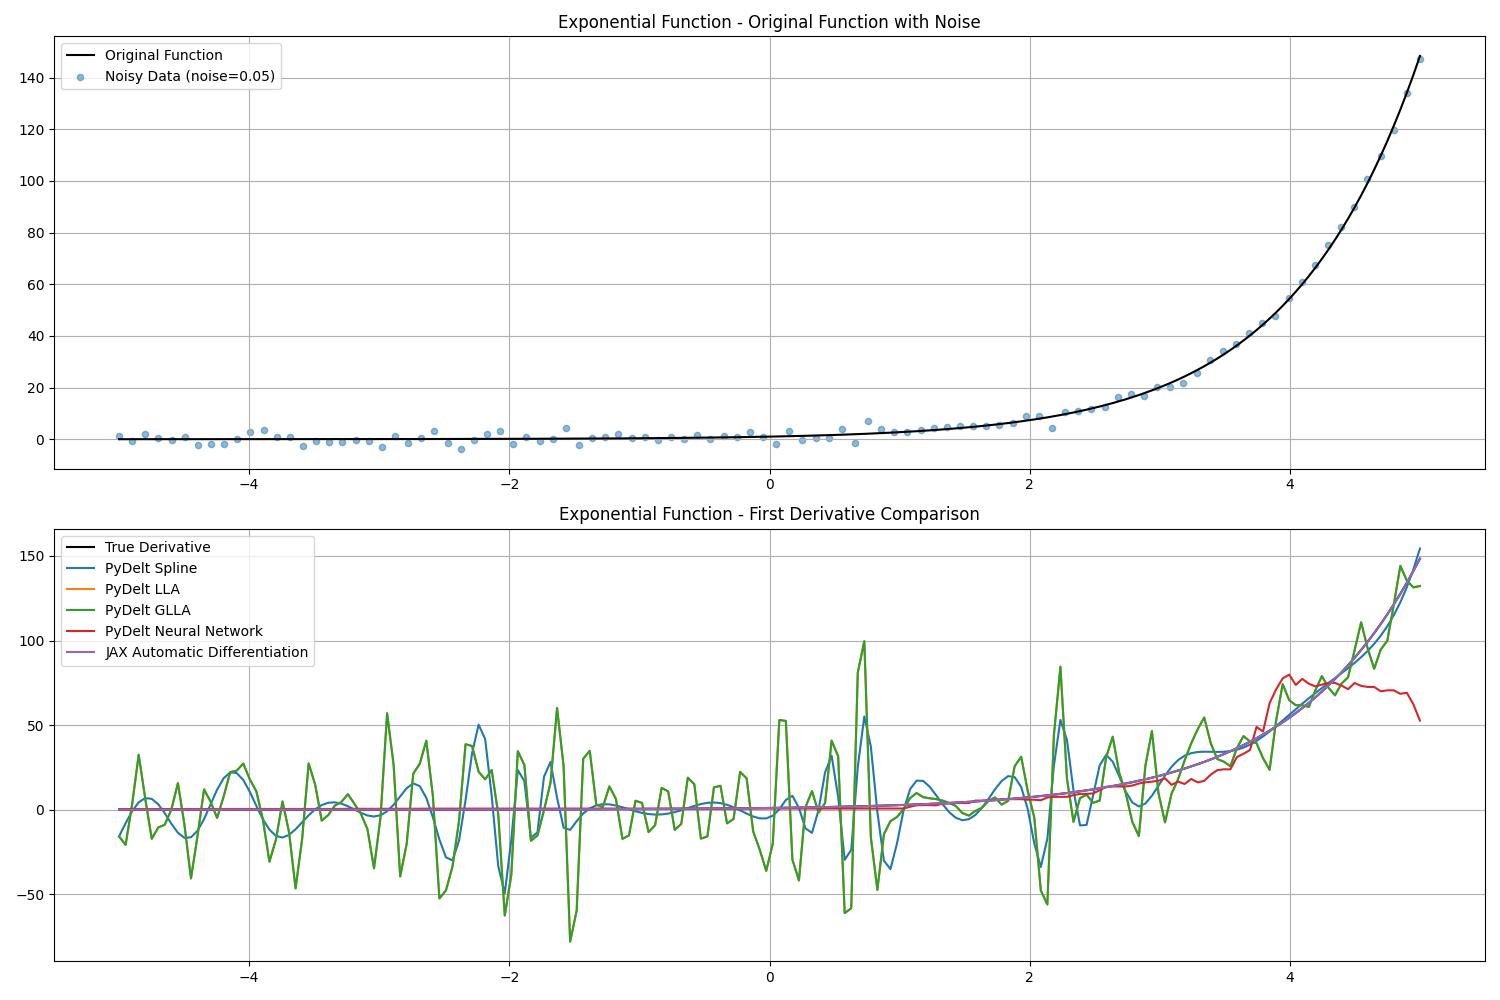 Exponential Function - Original Function with Noise
Original Function
Noisy Data (noise=0.05)
140
120
100
80
60
40
20
0
−4 −2 0 2 4
Exponential Function - First Derivative Comparison
True Derivative
PyDelt Spline
PyDelt LLA
PyDelt GLLA
PyDelt Neural Network
JAX Automatic Differentiation
150
100
50
0
−50
−4 −2 0 2 4